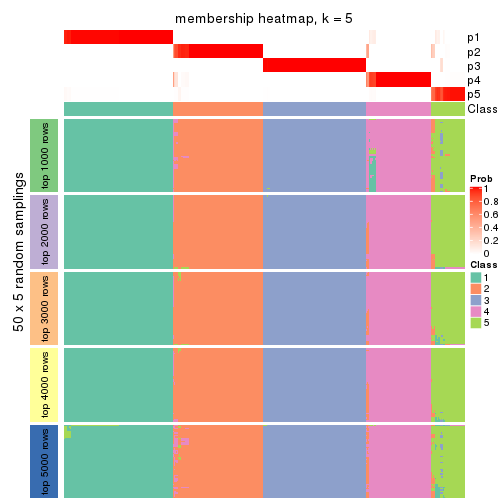 membership heatmap, k = 5
p1
p2
p3
p4
p5
Class
50 x 5 random samplings
top 1000 rows
top 2000 rows
top 3000 rows
top 4000 rows
top 5000 rows
Prob
1
0.8
0.6
0.4
0.2
0
Class
1
2
3
4
5